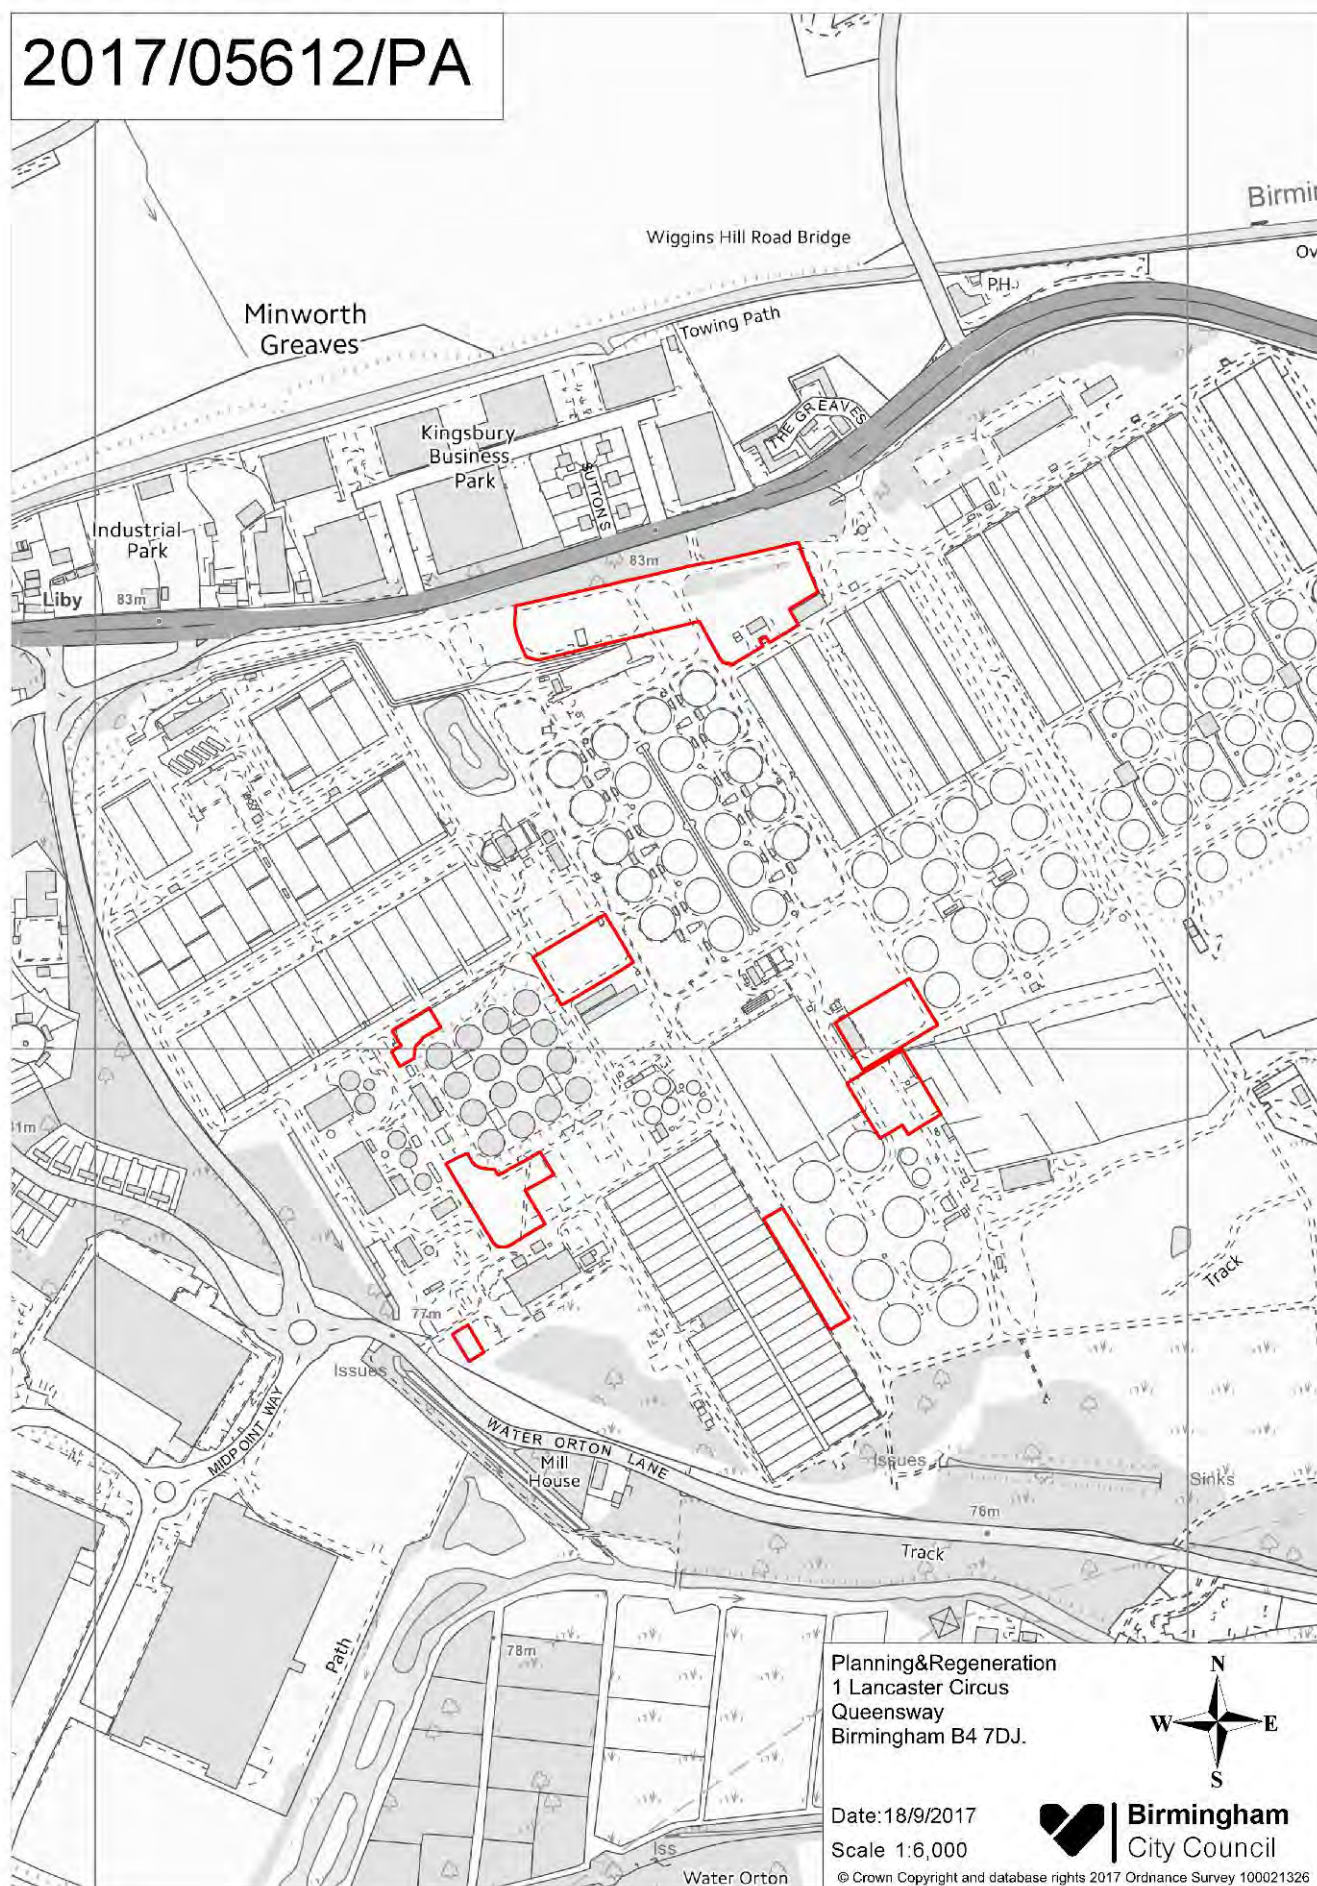 2017/05612/PA
Wiggins Hill Road Bridge
P.H.
Minworth
Greaves
Towing Path
THE GREAVES
Kingsbury
Business
Park
SUTTONS
Industrial
Park
Liby
83m
83m
77m
Issues
MIDPOINT WAY
WATER ORTON LANE
Mill
House
Track
Issues
Sinks
78m
Track
Path
78m
Iss
Water Orton
Planning&Regeneration
1 Lancaster Circus
Queensway
Birmingham B4 7DJ.
N
W
E
S
Date:18/9/2017
Scale 1:6,000
Birmingham
City Council
© Crown Copyright and database rights 2017 Ordnance Survey 100021326